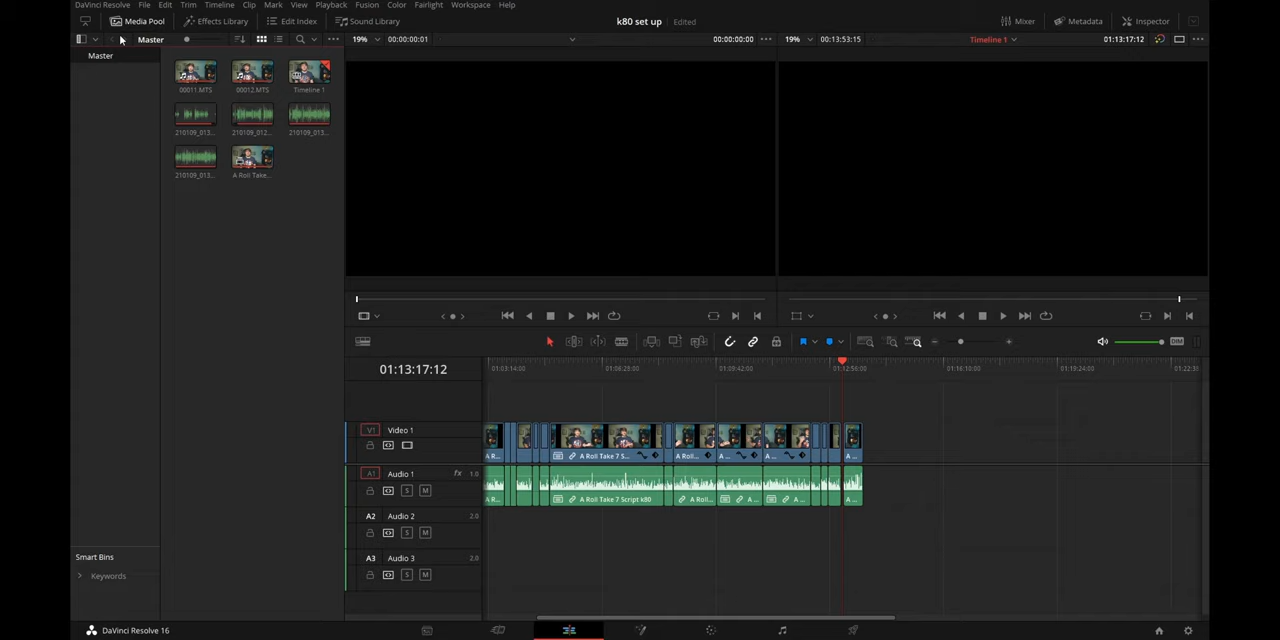 DaVinci Resolve File Edit Trim Timeline Clip Mark View Playback Fusion Color Fairlight Workspace Help
Media Pool Effects Library Edit Index Sound Library k80 set up Edited Mixer Metadata Inspector
Master 19% 00:00:00:01 00:00:00:00 19% 00:13:53:15 Timeline 1 01:13:17:12
Master
00011.MTS 00012.MTS Timeline 1
210109_013... 210109_012... 210109_013...
210109_013... A Roll Take...
DIM
01:13:17:12
01:03:14:00 01:06:28:00 01:09:42:00 01:12:56:00 01:16:10:00 01:19:24:00
V1 Video 1
A R... A Roll Take 7 S... A Roll... A ... A ... A ...
A1 Audio 1 fx 1.0
S M
A R... A Roll Take 7 Script k80 A Roll... A ... A ... A ...
A2 Audio 2 2.0
S M
A3 Audio 3 2.0
S M
Smart Bins
Keywords
DaVinci Resolve 16